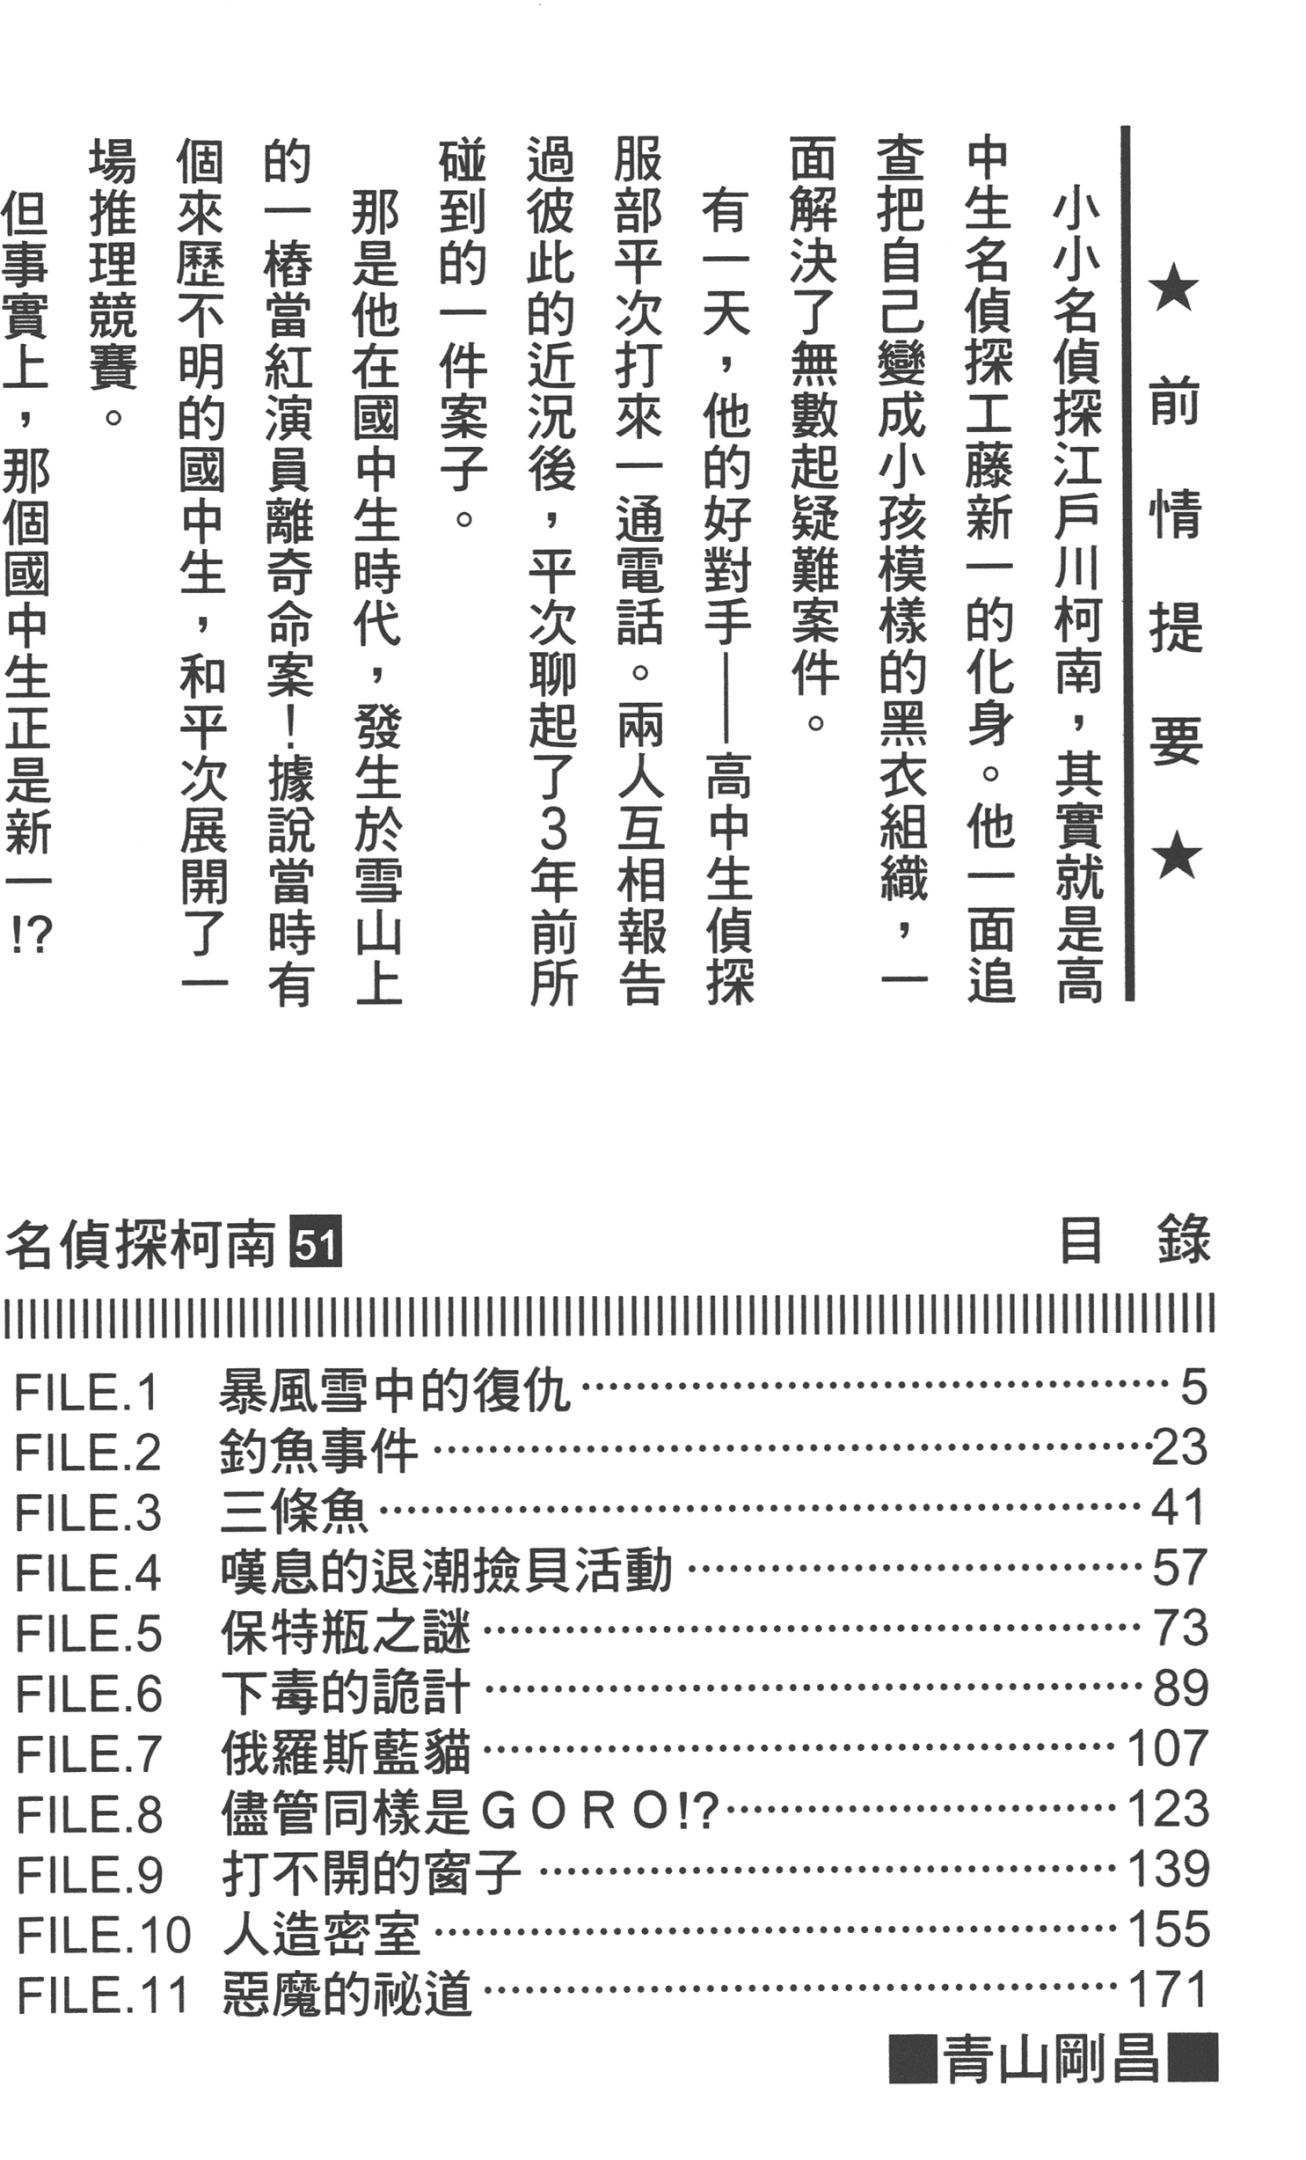 ★前情提要★
小小名偵探江戶川柯南，其實就是高
中生名偵探工藤新一的化身。他一面追
查把自己變成小孩模樣的黑衣組織，一
面解決了無數起疑難案件。
有一天，他的好對手——高中生偵探
服部平次打來一通電話。兩人互相報告
過彼此的近況後，平次聊起了3年前所
碰到的一件案子。
那是他在國中生時代，發生於雪山上
的一樁當紅演員離奇命案！據說當時有
個來歷不明的國中生，和平次展開了一
場推理競賽。
但事實上，那個國中生正是新一!?
名偵探柯南 51 目 錄
FILE.1 暴風雪中的復仇…………………………………… 5
FILE.2 釣魚事件……………………………………………23
FILE.3 三條魚……………………………………………… 41
FILE.4 嘆息的退潮撿貝活動…………………………… 57
FILE.5 保特瓶之謎………………………………………… 73
FILE.6 下毒的詭計………………………………………… 89
FILE.7 俄羅斯藍貓……………………………………… 107
FILE.8 儘管同樣是ＧＯＲＯ!?………………………… 123
FILE.9 打不開的窗子…………………………………… 139
FILE.10 人造密室………………………………………… 155
FILE.11 惡魔的祕道……………………………………… 171
■青山剛昌■